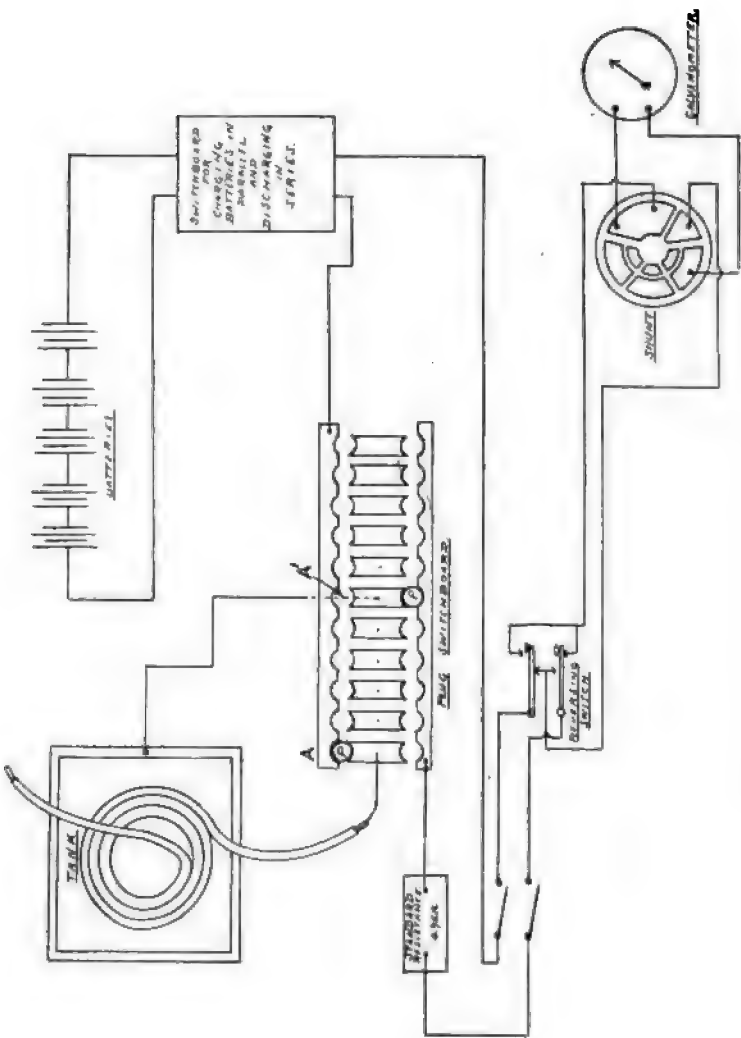 TANK
BATTERIES
SWITCHBOARD
FOR
CHARGING
BATTERIES IN
PARALLEL
AND
DISCHARGING
IN
SERIES.
A
A'
P
P
PLUG SWITCHBOARD
STANDARD
RESISTANCE
REVERSING
SWITCH
SHUNT
GALVINOMETER